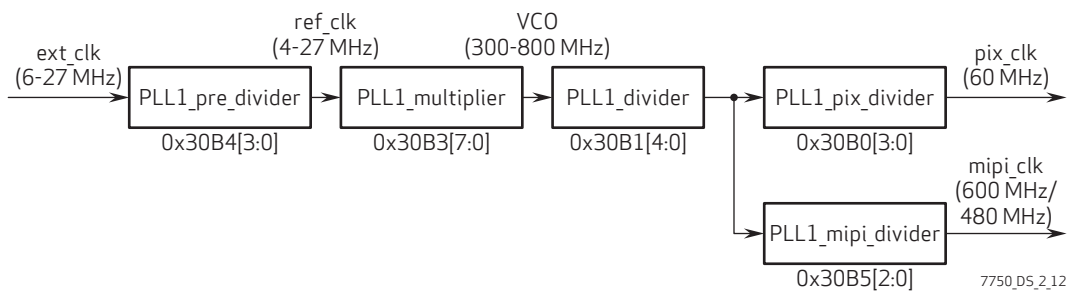 ext_clk
(6-27 MHz)
PLL1_pre_divider
0x30B4[3:0]
ref_clk
(4-27 MHz)
PLL1_multiplier
0x30B3[7:0]
VCO
(300-800 MHz)
PLL1_divider
0x30B1[4:0]
PLL1_pix_divider
0x30B0[3:0]
pix_clk
(60 MHz)
PLL1_mipi_divider
0x30B5[2:0]
mipi_clk
(600 MHz/
480 MHz)
7750_DS_2_12